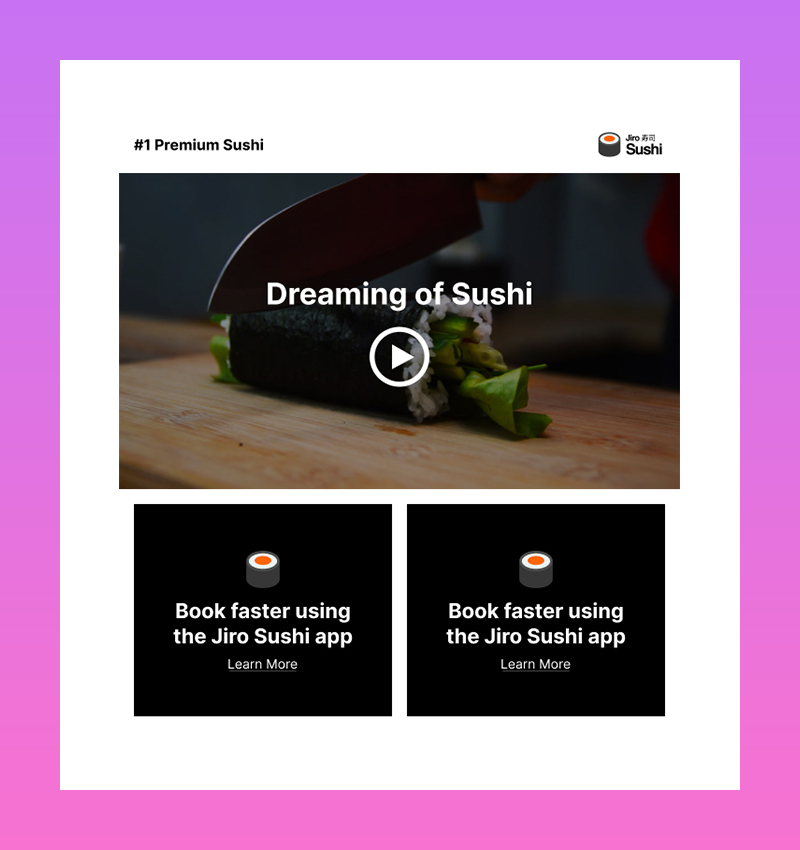 #1 Premium Sushi
Jiro 寿司
Sushi
Dreaming of Sushi
Book faster using
the Jiro Sushi app
Learn More
Book faster using
the Jiro Sushi app
Learn More